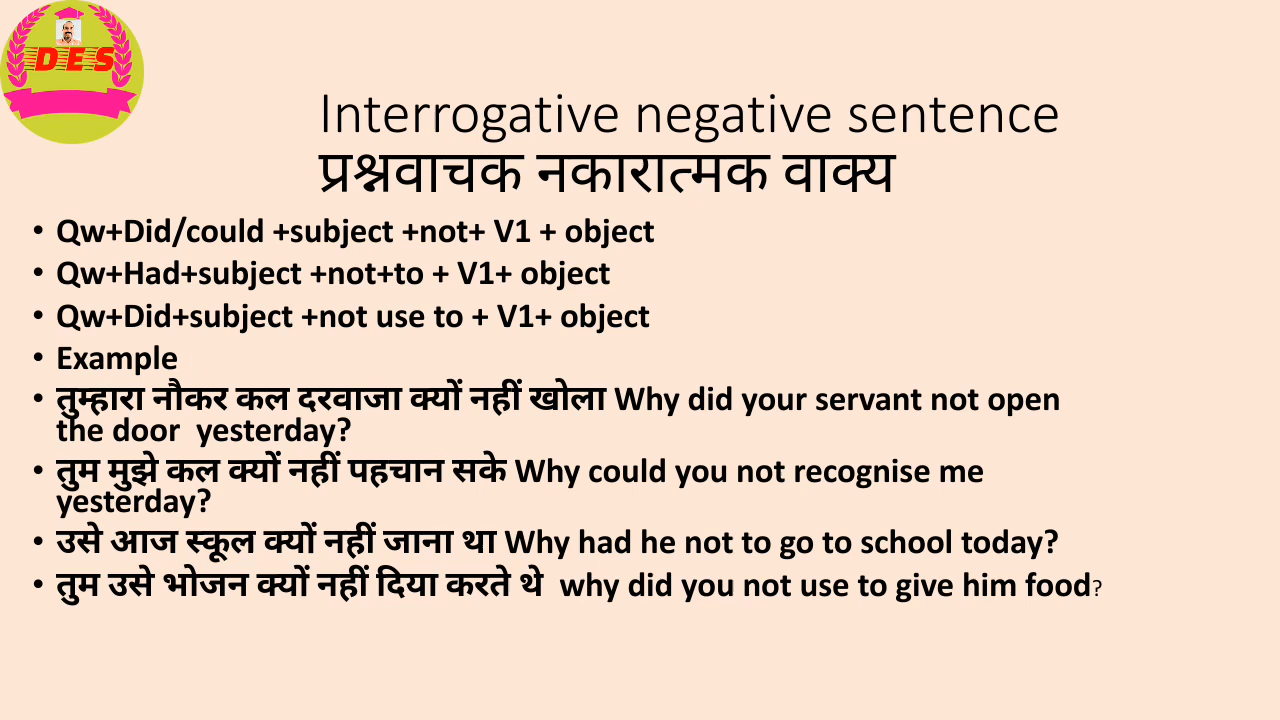 DES
Interrogative negative sentence
प्रश्नवाचक नकारात्मक वाक्य
• Qw+Did/could +subject +not+ V1 + object
• Qw+Had+subject +not+to + V1+ object
• Qw+Did+subject +not use to + V1+ object
• Example
• तुम्हारा नौकर कल दरवाजा क्यों नहीं खोला Why did your servant not open
the door  yesterday?
• तुम मुझे कल क्यों नहीं पहचान सके Why could you not recognise me
yesterday?
• उसे आज स्कूल क्यों नहीं जाना था Why had he not to go to school today?
• तुम उसे भोजन क्यों नहीं दिया करते थे  why did you not use to give him food?